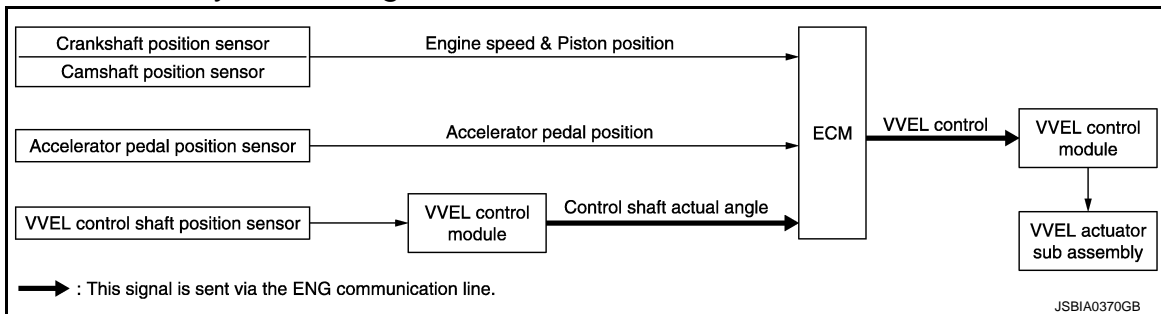 Crankshaft position sensor
Camshaft position sensor
Engine speed & Piston position
Accelerator pedal position sensor
Accelerator pedal position
VVEL control shaft position sensor
VVEL control
module
Control shaft actual angle
ECM
VVEL control
VVEL control
module
VVEL actuator
sub assembly
: This signal is sent via the ENG communication line.
JSBIA0370GB